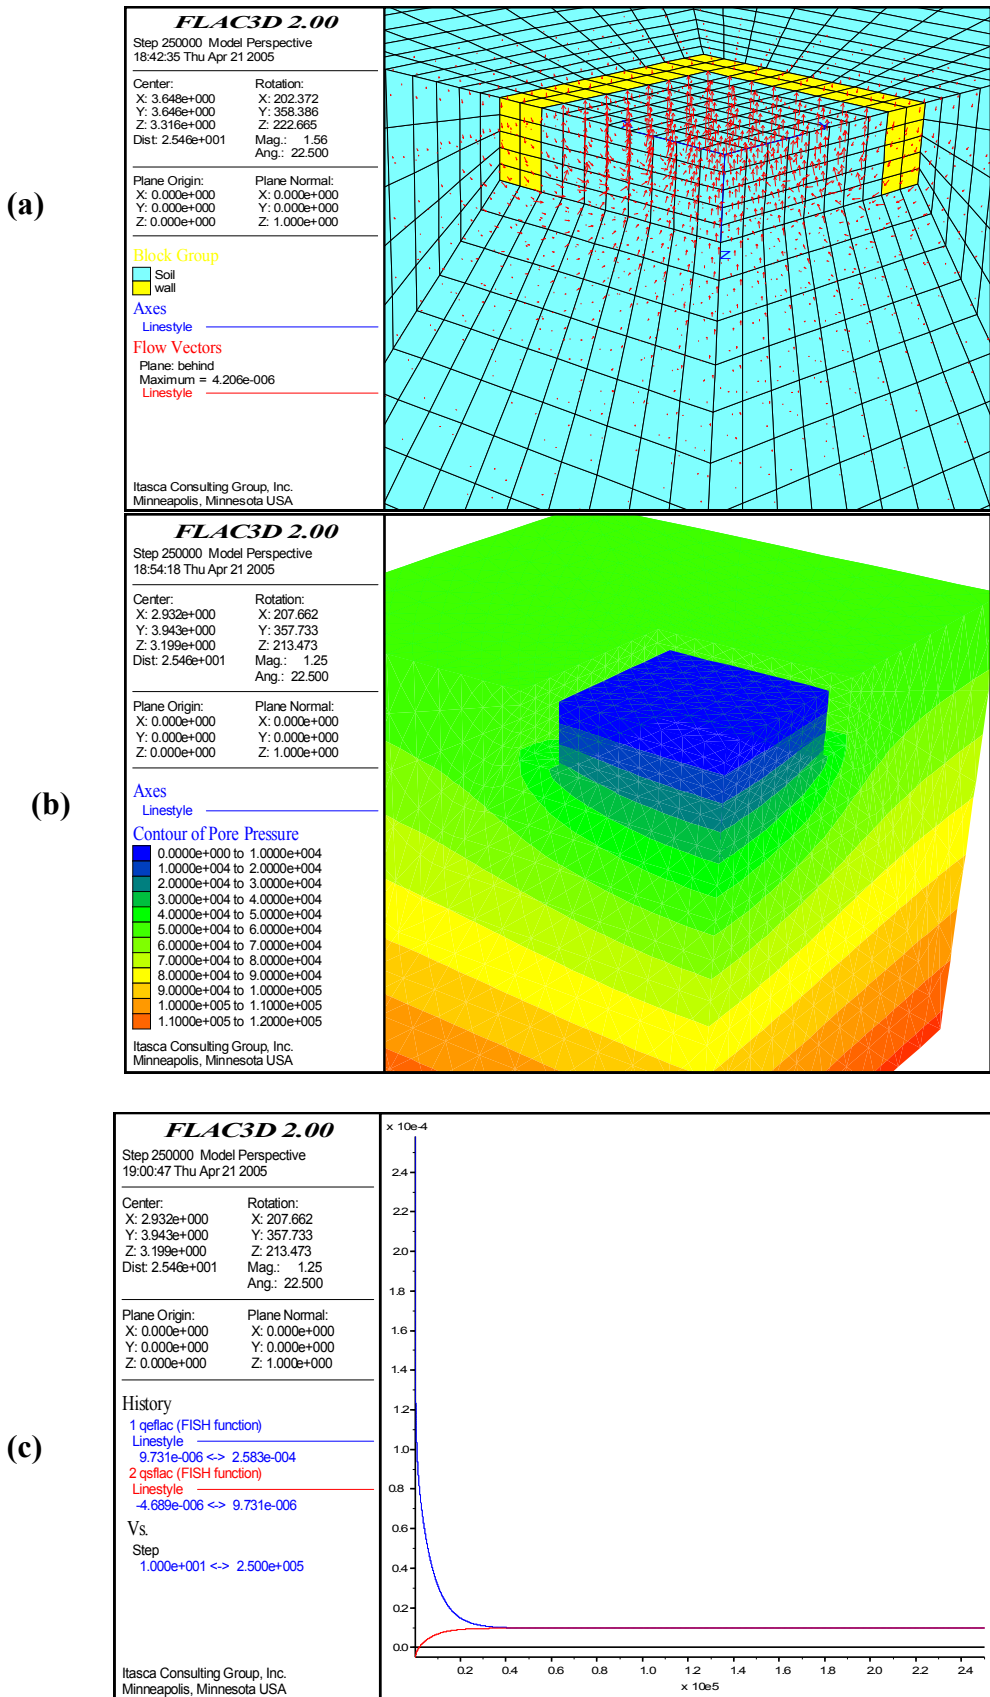 (a)
FLAC3D 2.00
Step 250000 Model Perspective
18:42:35 Thu Apr 21 2005
Center: Rotation:
X: 3.648e+000 X: 202.372
Y: 3.646e+000 Y: 358.386
Z: 3.316e+000 Z: 222.665
Dist: 2.546e+001 Mag.: 1.56
Ang.: 22.500
Plane Origin: Plane Normal:
X: 0.000e+000 X: 0.000e+000
Y: 0.000e+000 Y: 0.000e+000
Z: 0.000e+000 Z: 1.000e+000
Block Group
Soil
wall
Axes
Linestyle
Flow Vectors
Plane: behind
Maximum = 4.206e-006
Linestyle
Itasca Consulting Group, Inc.
Minneapolis, Minnesota USA
(b)
FLAC3D 2.00
Step 250000 Model Perspective
18:54:18 Thu Apr 21 2005
Center: Rotation:
X: 2.932e+000 X: 207.662
Y: 3.943e+000 Y: 357.733
Z: 3.199e+000 Z: 213.473
Dist: 2.546e+001 Mag.: 1.25
Ang.: 22.500
Plane Origin: Plane Normal:
X: 0.000e+000 X: 0.000e+000
Y: 0.000e+000 Y: 0.000e+000
Z: 0.000e+000 Z: 1.000e+000
Axes
Linestyle
Contour of Pore Pressure
0.0000e+000 to 1.0000e+004
1.0000e+004 to 2.0000e+004
2.0000e+004 to 3.0000e+004
3.0000e+004 to 4.0000e+004
4.0000e+004 to 5.0000e+004
5.0000e+004 to 6.0000e+004
6.0000e+004 to 7.0000e+004
7.0000e+004 to 8.0000e+004
8.0000e+004 to 9.0000e+004
9.0000e+004 to 1.0000e+005
1.0000e+005 to 1.1000e+005
1.1000e+005 to 1.2000e+005
Itasca Consulting Group, Inc.
Minneapolis, Minnesota USA
(c)
FLAC3D 2.00
Step 250000 Model Perspective
19:00:47 Thu Apr 21 2005
Center: Rotation:
X: 2.932e+000 X: 207.662
Y: 3.943e+000 Y: 357.733
Z: 3.199e+000 Z: 213.473
Dist: 2.546e+001 Mag.: 1.25
Ang.: 22.500
Plane Origin: Plane Normal:
X: 0.000e+000 X: 0.000e+000
Y: 0.000e+000 Y: 0.000e+000
Z: 0.000e+000 Z: 1.000e+000
History
1 qeflac (FISH function)
Linestyle
9.731e-006 <-> 2.583e-004
2 qsflac (FISH function)
Linestyle
-4.689e-006 <-> 9.731e-006
Vs.
Step
1.000e+001 <-> 2.500e+005
Itasca Consulting Group, Inc.
Minneapolis, Minnesota USA
x 10e-4
2.4
2.0
1.8
1.6
1.4
1.2
1.0
0.8
0.6
0.4
0.2
0.0
0.2 0.4 0.6 0.8 1.0 1.2 1.4 1.6 1.8 2.0 2.2 2.4
x 10e5